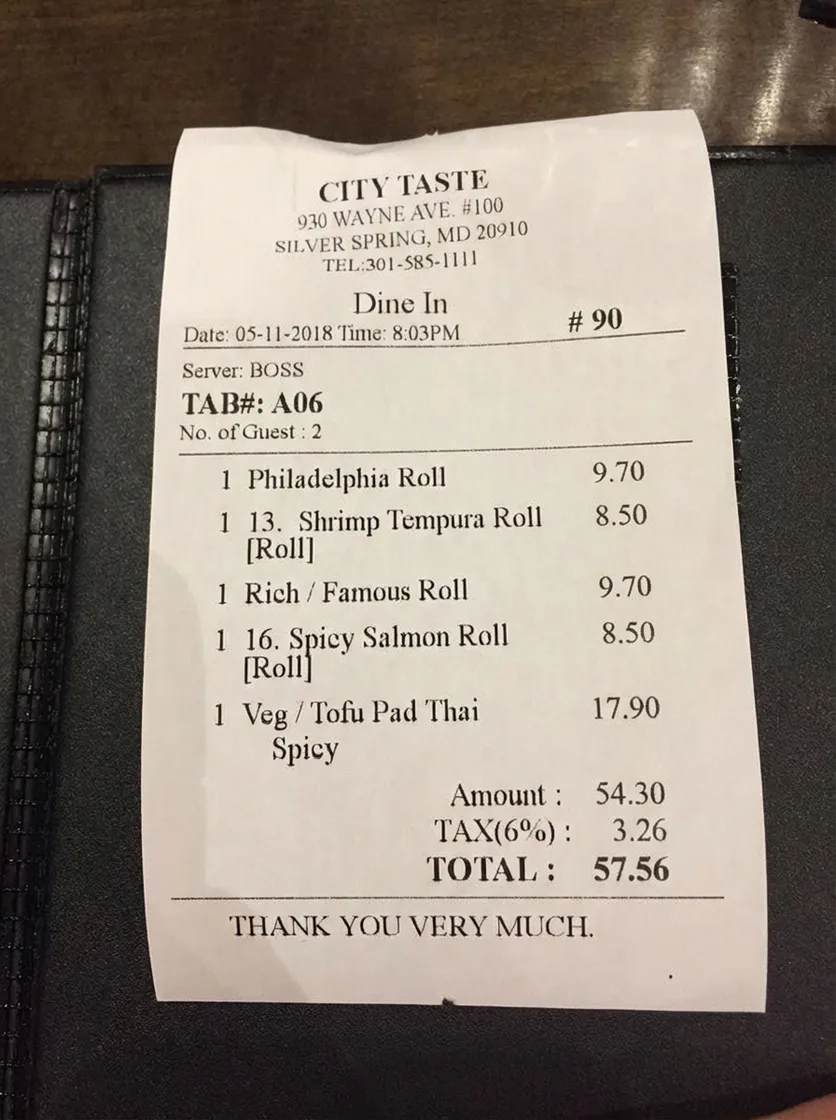 CITY TASTE
930 WAYNE AVE. #100
SILVER SPRING, MD 20910
TEL:301-585-1111
Dine In
# 90
Date: 05-11-2018 Time: 8:03PM
Server: BOSS
TAB#: A06
No. of Guest : 2
1 Philadelphia Roll 9.70
1 13. Shrimp Tempura Roll 8.50
[Roll]
1 Rich / Famous Roll 9.70
1 16. Spicy Salmon Roll 8.50
[Roll]
1 Veg / Tofu Pad Thai 17.90
Spicy
Amount : 54.30
TAX(6%) : 3.26
TOTAL : 57.56
THANK YOU VERY MUCH.